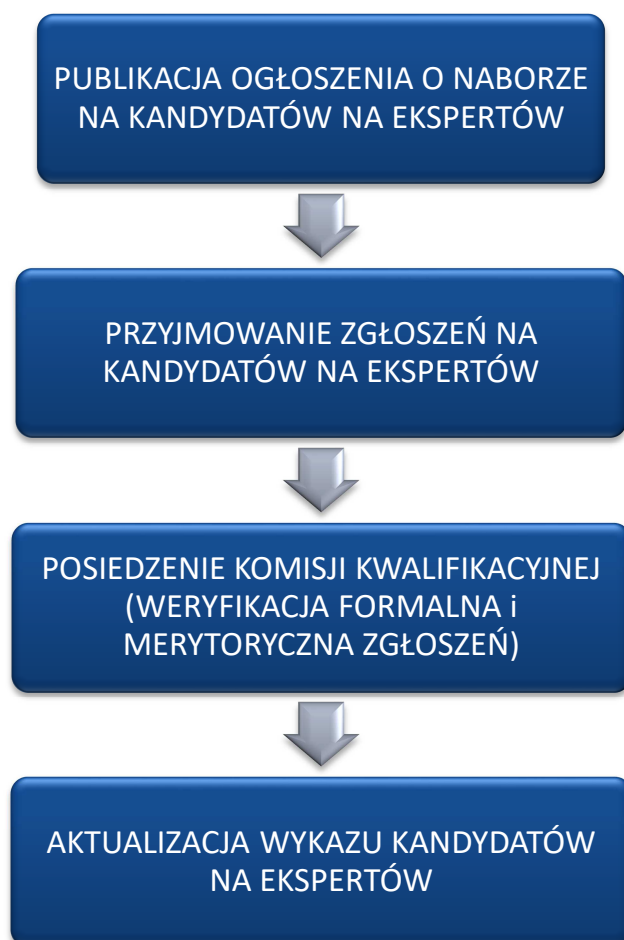 PUBLIKACJA OGŁOSZENIA O NABORZE
NA KANDYDATÓW NA EKSPERTÓW
PRZYJMOWANIE ZGŁOSZEŃ NA
KANDYDATÓW NA EKSPERTÓW
POSIEDZENIE KOMISJI KWALIFIKACYJNEJ
(WERYFIKACJA FORMALNA i
MERYTORYCZNA ZGŁOSZEŃ)
AKTUALIZACJA WYKAZU KANDYDATÓW
NA EKSPERTÓW